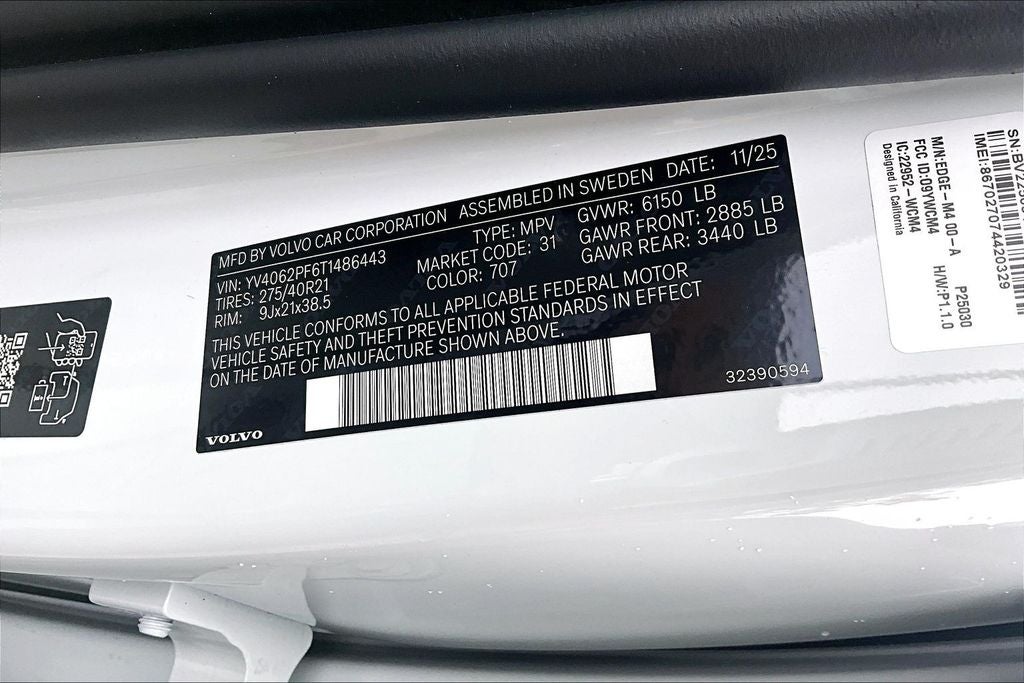 MFD BY VOLVO CAR CORPORATION ASSEMBLED IN SWEDEN DATE: 11/25
VIN: YV4062PF6T1486443 TYPE: MPV GVWR: 6150 LB
TIRES: 275/40R21 MARKET CODE: 31 GAWR FRONT: 2885 LB
RIM: 9Jx21x38.5 COLOR: 707 GAWR REAR: 3440 LB
THIS VEHICLE CONFORMS TO ALL APPLICABLE FEDERAL MOTOR
VEHICLE SAFETY AND THEFT PREVENTION STANDARDS IN EFFECT
ON THE DATE OF MANUFACTURE SHOWN ABOVE.
32390594
VOLVO
IMEI:867027074420329
M/N:EDGE-M4 00-A P25030
FCC ID:09YWCM4 H/W:P1.1.0
IC:22952-WCM4
Designed in California